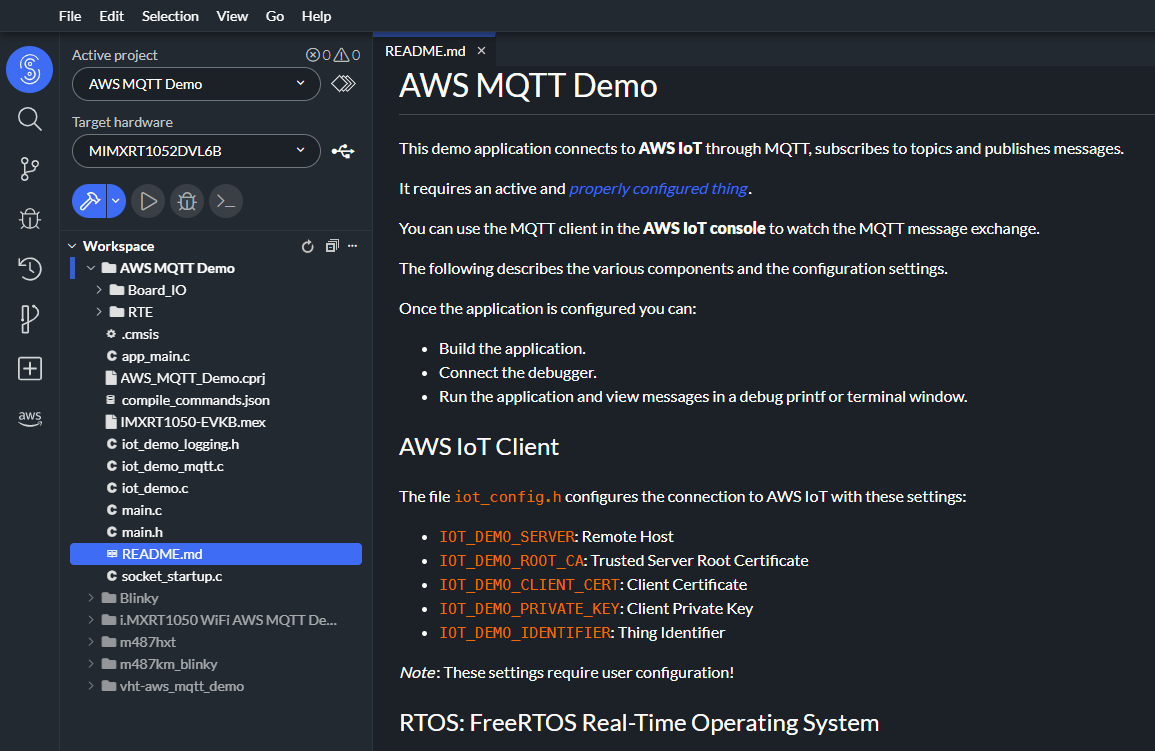 File Edit Selection View Go Help
Active project 0 0
AWS MQTT Demo
Target hardware
MIMXRT1052DVL6B
Workspace
AWS MQTT Demo
Board_IO
RTE
.cmsis
C app_main.c
AWS_MQTT_Demo.cprj
compile_commands.json
IMXRT1050-EVKB.mex
C iot_demo_logging.h
C iot_demo_mqtt.c
C iot_demo.c
C main.c
C main.h
README.md
C socket_startup.c
Blinky
i.MXRT1050 WiFi AWS MQTT De...
m487hxt
m487km_blinky
vht-aws_mqtt_demo
aws
README.md
AWS MQTT Demo
This demo application connects to AWS IoT through MQTT, subscribes to topics and publishes messages.
It requires an active and properly configured thing.
You can use the MQTT client in the AWS IoT console to watch the MQTT message exchange.
The following describes the various components and the configuration settings.
Once the application is configured you can:
• Build the application.
• Connect the debugger.
• Run the application and view messages in a debug printf or terminal window.
AWS IoT Client
The file iot_config.h configures the connection to AWS IoT with these settings:
• IOT_DEMO_SERVER: Remote Host
• IOT_DEMO_ROOT_CA: Trusted Server Root Certificate
• IOT_DEMO_CLIENT_CERT: Client Certificate
• IOT_DEMO_PRIVATE_KEY: Client Private Key
• IOT_DEMO_IDENTIFIER: Thing Identifier
Note: These settings require user configuration!
RTOS: FreeRTOS Real-Time Operating System